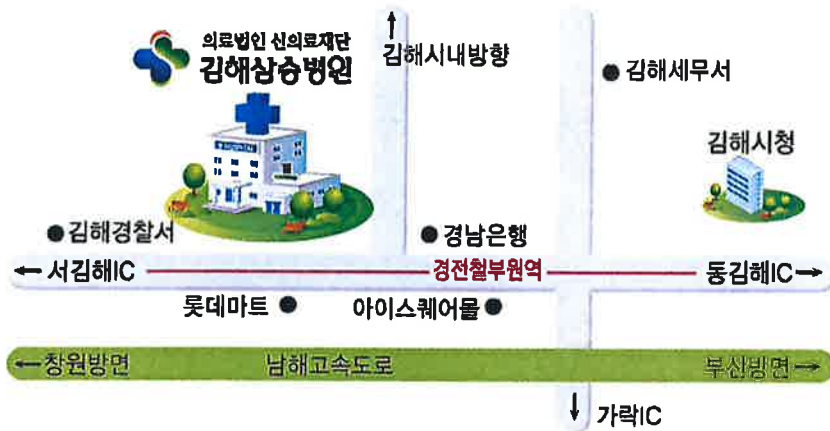 의료법인 신의료재단
김해삼승병원
김해시내방향
김해세무서
HOSPITAL
김해시청
김해경찰서
경남은행
서김해IC
경전철부원역
동김해IC
롯데마트
아이스퀘어몰
창원방면
남해고속도로
부산방면
가락IC